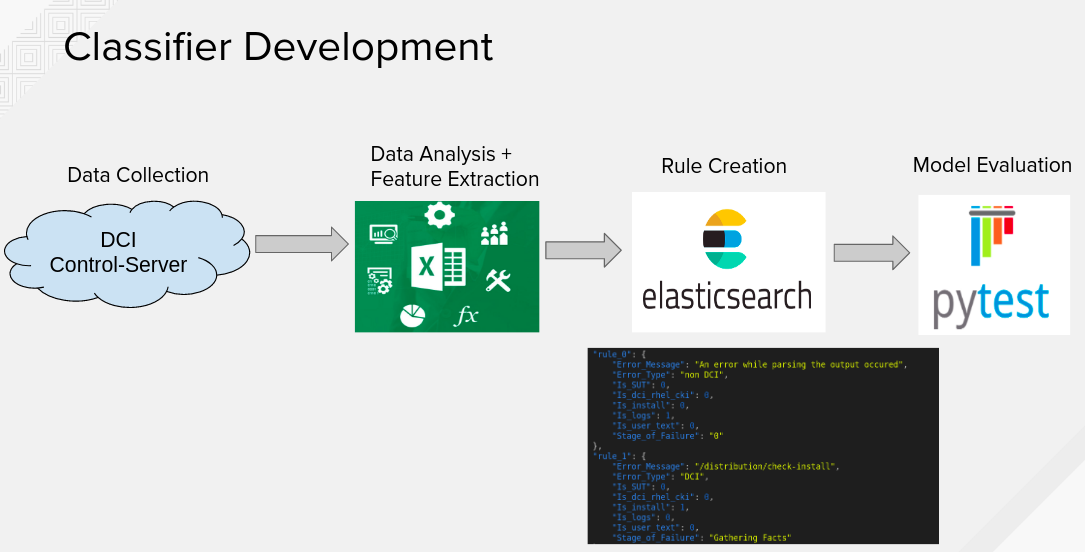 Classifier Development
Data Collection
DCI
Control-Server
Data Analysis +
Feature Extraction
X
fx
Rule Creation
elasticsearch
Model Evaluation
pytest
"rule_0": {
"Error_Message": "An error while parsing the output occured",
"Error_Type": "non DCI",
"Is_SUT": 0,
"Is_dci_rhel_cki": 0,
"Is_install": 0,
"Is_logs": 1,
"Is_user_text": 0,
"Stage_of_Failure": "0"
},
"rule_1": {
"Error_Message": "/distribution/check-install",
"Error_Type": "DCI",
"Is_SUT": 0,
"Is_dci_rhel_cki": 0,
"Is_install": 1,
"Is_logs": 0,
"Is_user_text": 0,
"Stage_of_Failure": "Gathering Facts"